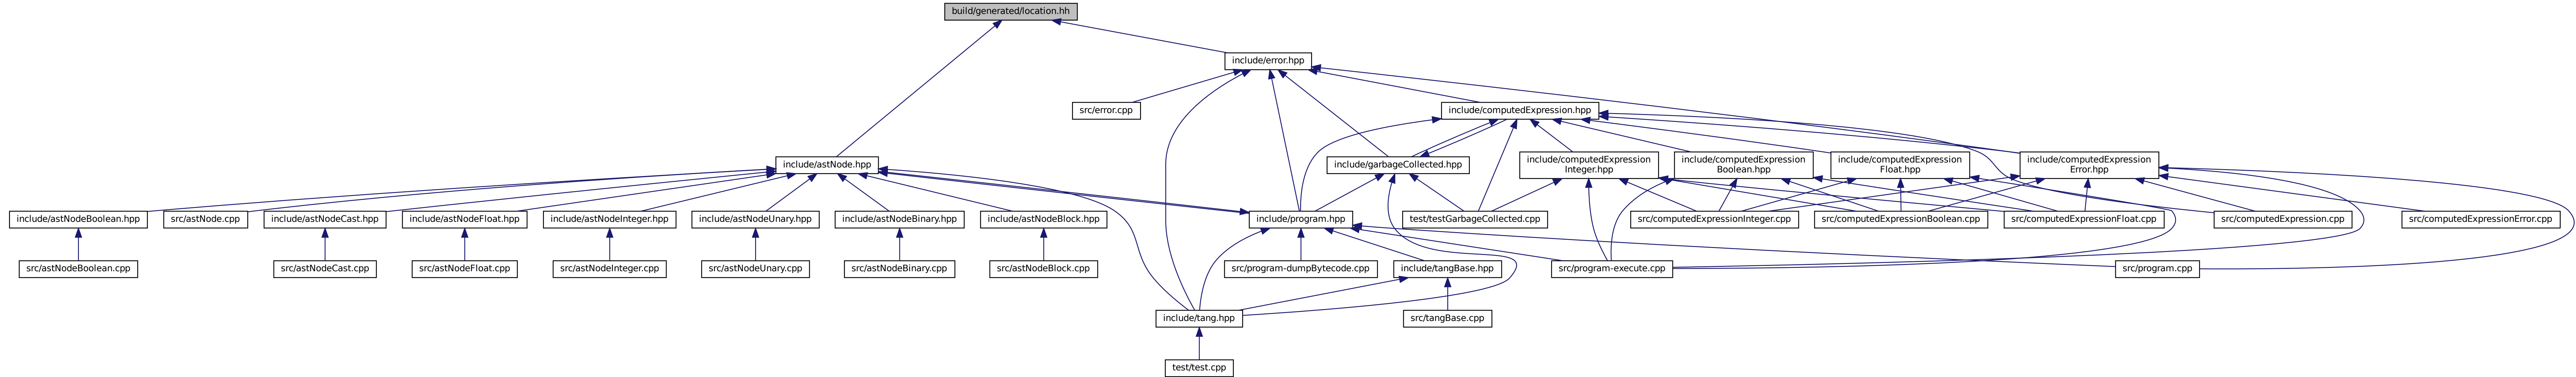 build/generated/location.hh
include/error.hpp
src/error.cpp
include/computedExpression.hpp
include/astNode.hpp
include/garbageCollected.hpp
include/computedExpression
Integer.hpp
include/computedExpression
Boolean.hpp
include/computedExpression
Float.hpp
include/computedExpression
Error.hpp
include/astNodeBoolean.hpp
src/astNode.cpp
include/astNodeCast.hpp
include/astNodeFloat.hpp
include/astNodeInteger.hpp
include/astNodeUnary.hpp
include/astNodeBinary.hpp
include/astNodeBlock.hpp
include/program.hpp
test/testGarbageCollected.cpp
src/computedExpressionInteger.cpp
src/computedExpressionBoolean.cpp
src/computedExpressionFloat.cpp
src/computedExpression.cpp
src/computedExpressionError.cpp
src/astNodeBoolean.cpp
src/astNodeCast.cpp
src/astNodeFloat.cpp
src/astNodeInteger.cpp
src/astNodeUnary.cpp
src/astNodeBinary.cpp
src/astNodeBlock.cpp
src/program-dumpBytecode.cpp
include/tangBase.hpp
src/program-execute.cpp
src/program.cpp
include/tang.hpp
src/tangBase.cpp
test/test.cpp